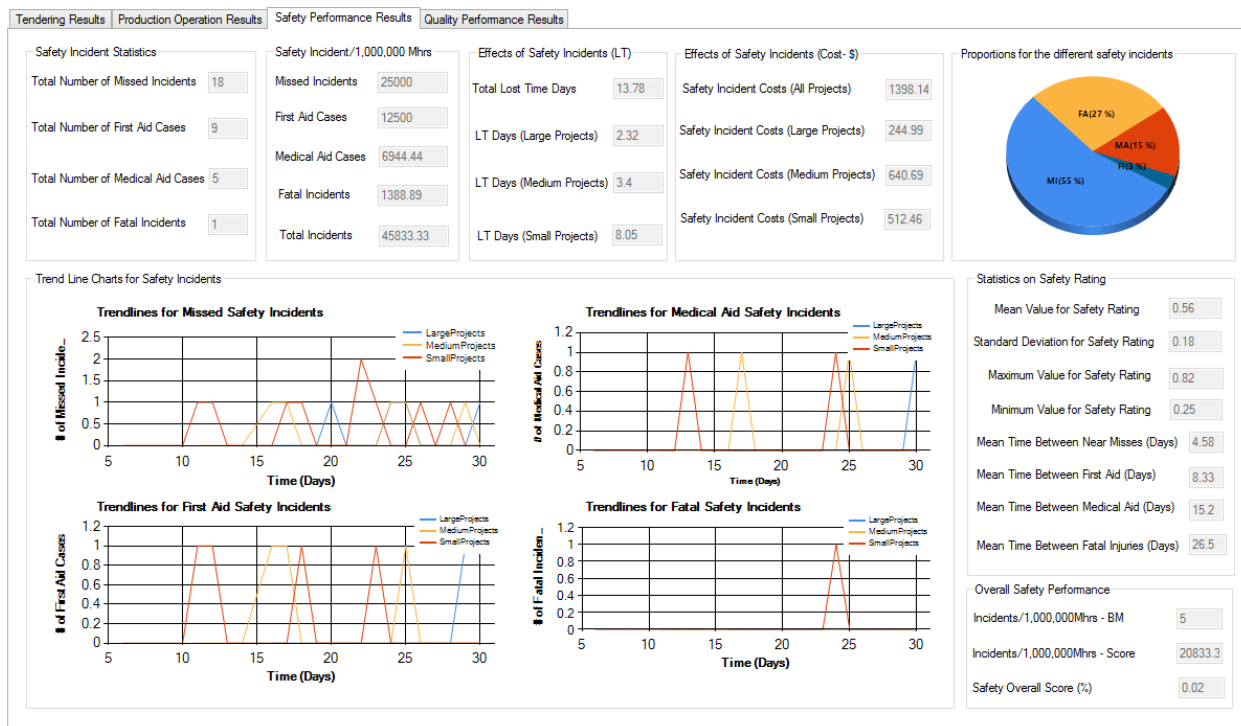 Tendering Results
Production Operation Results
Safety Performance Results
Quality Performance Results
Safety Incident Statistics
Total Number of Missed Incidents 18
Total Number of First Aid Cases 9
Total Number of Medical Aid Cases 5
Total Number of Fatal Incidents 1
Safety Incident/1,000,000 Mhrs
Missed Incidents 25000
First Aid Cases 12500
Medical Aid Cases 6944.44
Fatal Incidents 1388.89
Total Incidents 45833.33
Effects of Safety Incidents (LT)
Total Lost Time Days 13.78
LT Days (Large Projects) 2.32
LT Days (Medium Projects) 3.4
LT Days (Small Projects) 8.05
Effects of Safety Incidents (Cost- $)
Safety Incident Costs (All Projects) 1398.14
Safety Incident Costs (Large Projects) 244.99
Safety Incident Costs (Medium Projects) 640.69
Safety Incident Costs (Small Projects) 512.46
Proportions for the different safety incidents
FA(27 %)
MA(15 %)
FI(3 %)
MI(55 %)
Trend Line Charts for Safety Incidents
Trendlines for Missed Safety Incidents
LargeProjects
MediumProjects
SmallProjects
# of Missed Incide...
2.5
2
1.5
1
0.5
0
5 10 15 20 25 30
Time (Days)
Trendlines for Medical Aid Safety Incidents
LargeProjects
MediumProjects
SmallProjects
# of Medical Aid Cases
1.2
1
0.8
0.6
0.4
0.2
0
5 10 15 20 25 30
Time (Days)
Trendlines for First Aid Safety Incidents
LargeProjects
MediumProjects
SmallProjects
# of First Aid Cases
1.2
1
0.8
0.6
0.4
0.2
0
5 10 15 20 25 30
Time (Days)
Trendlines for Fatal Safety Incidents
LargeProjects
MediumProjects
SmallProjects
# of Fatal Inciden...
1.2
1
0.8
0.6
0.4
0.2
0
5 10 15 20 25 30
Time (Days)
Statistics on Safety Rating
Mean Value for Safety Rating 0.56
Standard Deviation for Safety Rating 0.18
Maximum Value for Safety Rating 0.82
Minimum Value for Safety Rating 0.25
Mean Time Between Near Misses (Days) 4.58
Mean Time Between First Aid (Days) 8.33
Mean Time Between Medical Aid (Days) 15.2
Mean Time Between Fatal Injuries (Days) 26.5
Overall Safety Performance
Incidents/1,000,000Mhrs - BM 5
Incidents/1,000,000Mhrs - Score 20833.3
Safety Overall Score (%) 0.02